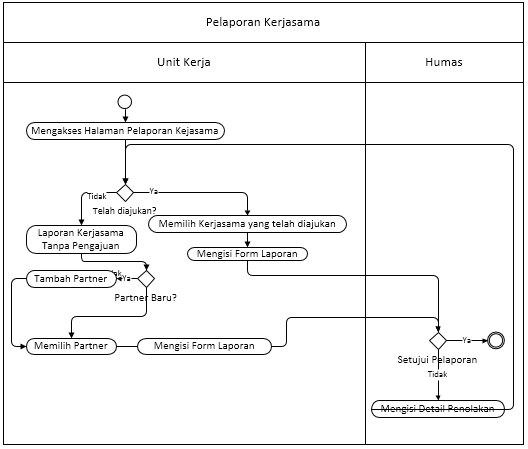 Pelaporan Kerjasama
Unit Kerja
Humas
Mengakses Halaman Pelaporan Kejasama
Tidak
Ya
Telah diajukan?
Memilih Kerjasama yang telah diajukan
Laporan Kerjasama
Tanpa Pengajuan
Mengisi Form Laporan
Tambah Partner
Ya
Partner Baru?
Memilih Partner
Mengisi Form Laporan
Ya
Setujui Pelaporan
Tidak
Mengisi Detail Penolakan